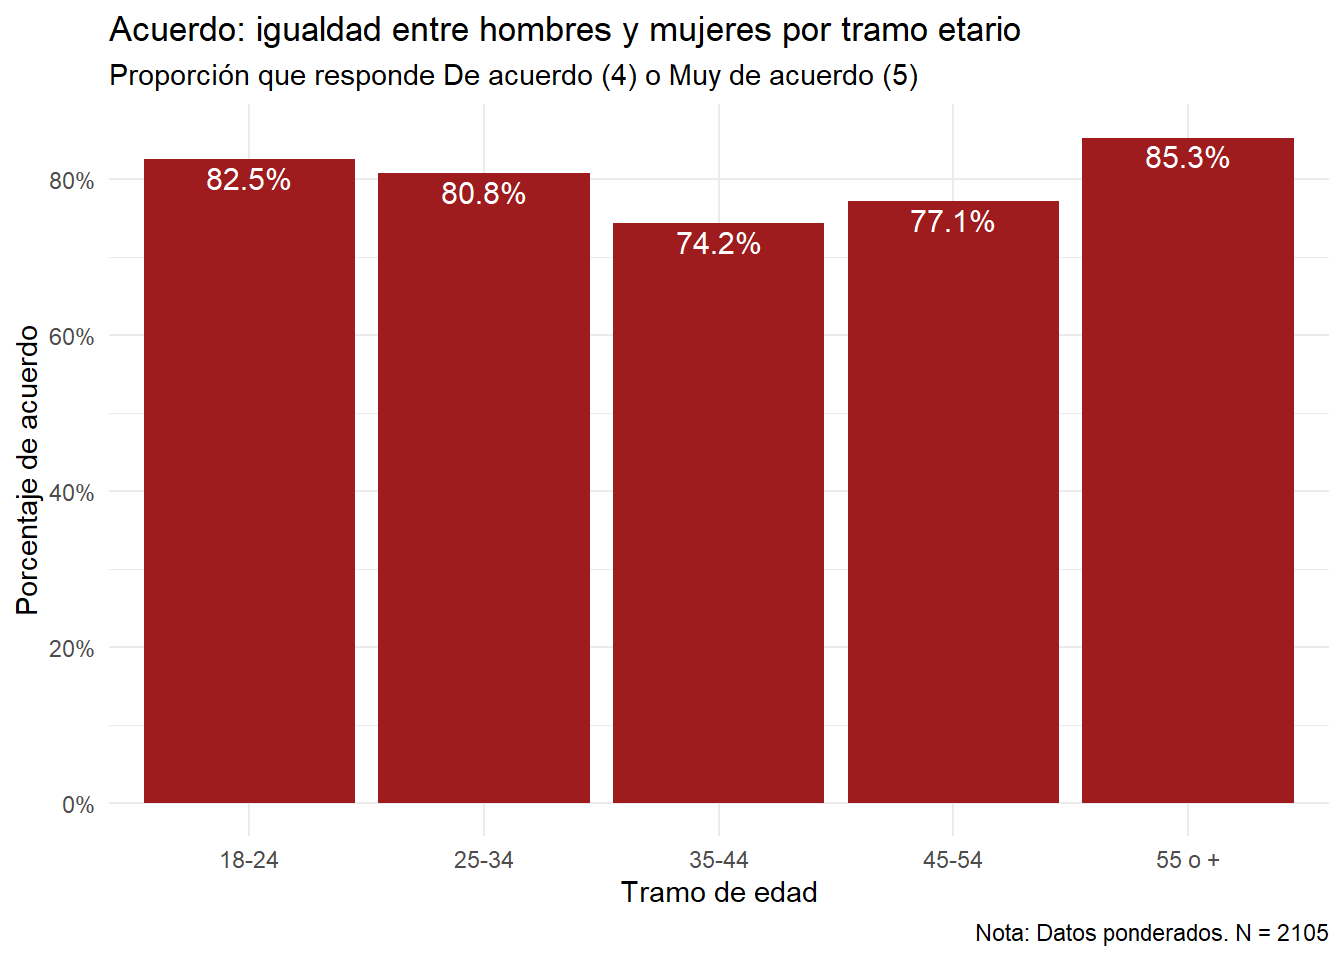 Acuerdo: igualdad entre hombres y mujeres por tramo etario
Proporción que responde De acuerdo (4) o Muy de acuerdo (5)
Porcentaje de acuerdo
80%
60%
40%
20%
0%
82.5%
80.8%
74.2%
77.1%
85.3%
18-24
25-34
35-44
45-54
55 o +
Tramo de edad
Nota: Datos ponderados. N = 2105